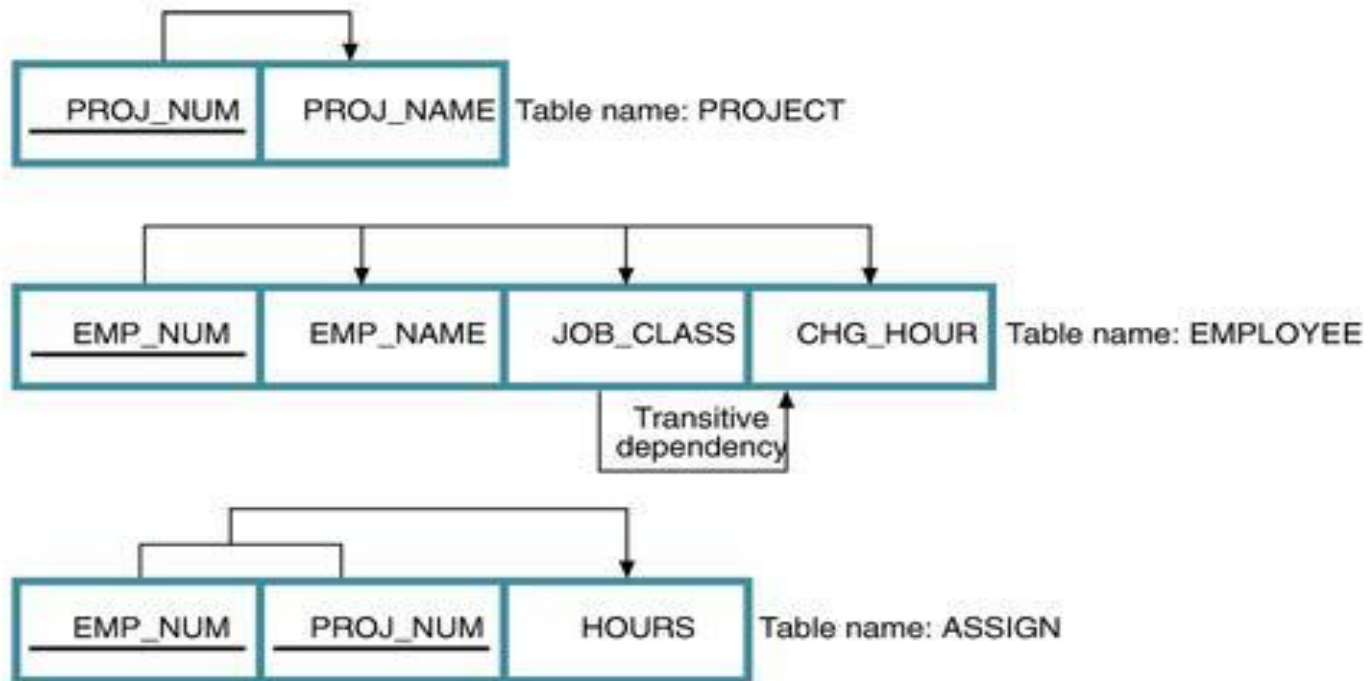 PROJ_NUM PROJ_NAME Table name: PROJECT
EMP_NUM EMP_NAME JOB_CLASS CHG_HOUR Table name: EMPLOYEE
Transitive
dependency
EMP_NUM PROJ_NUM HOURS Table name: ASSIGN